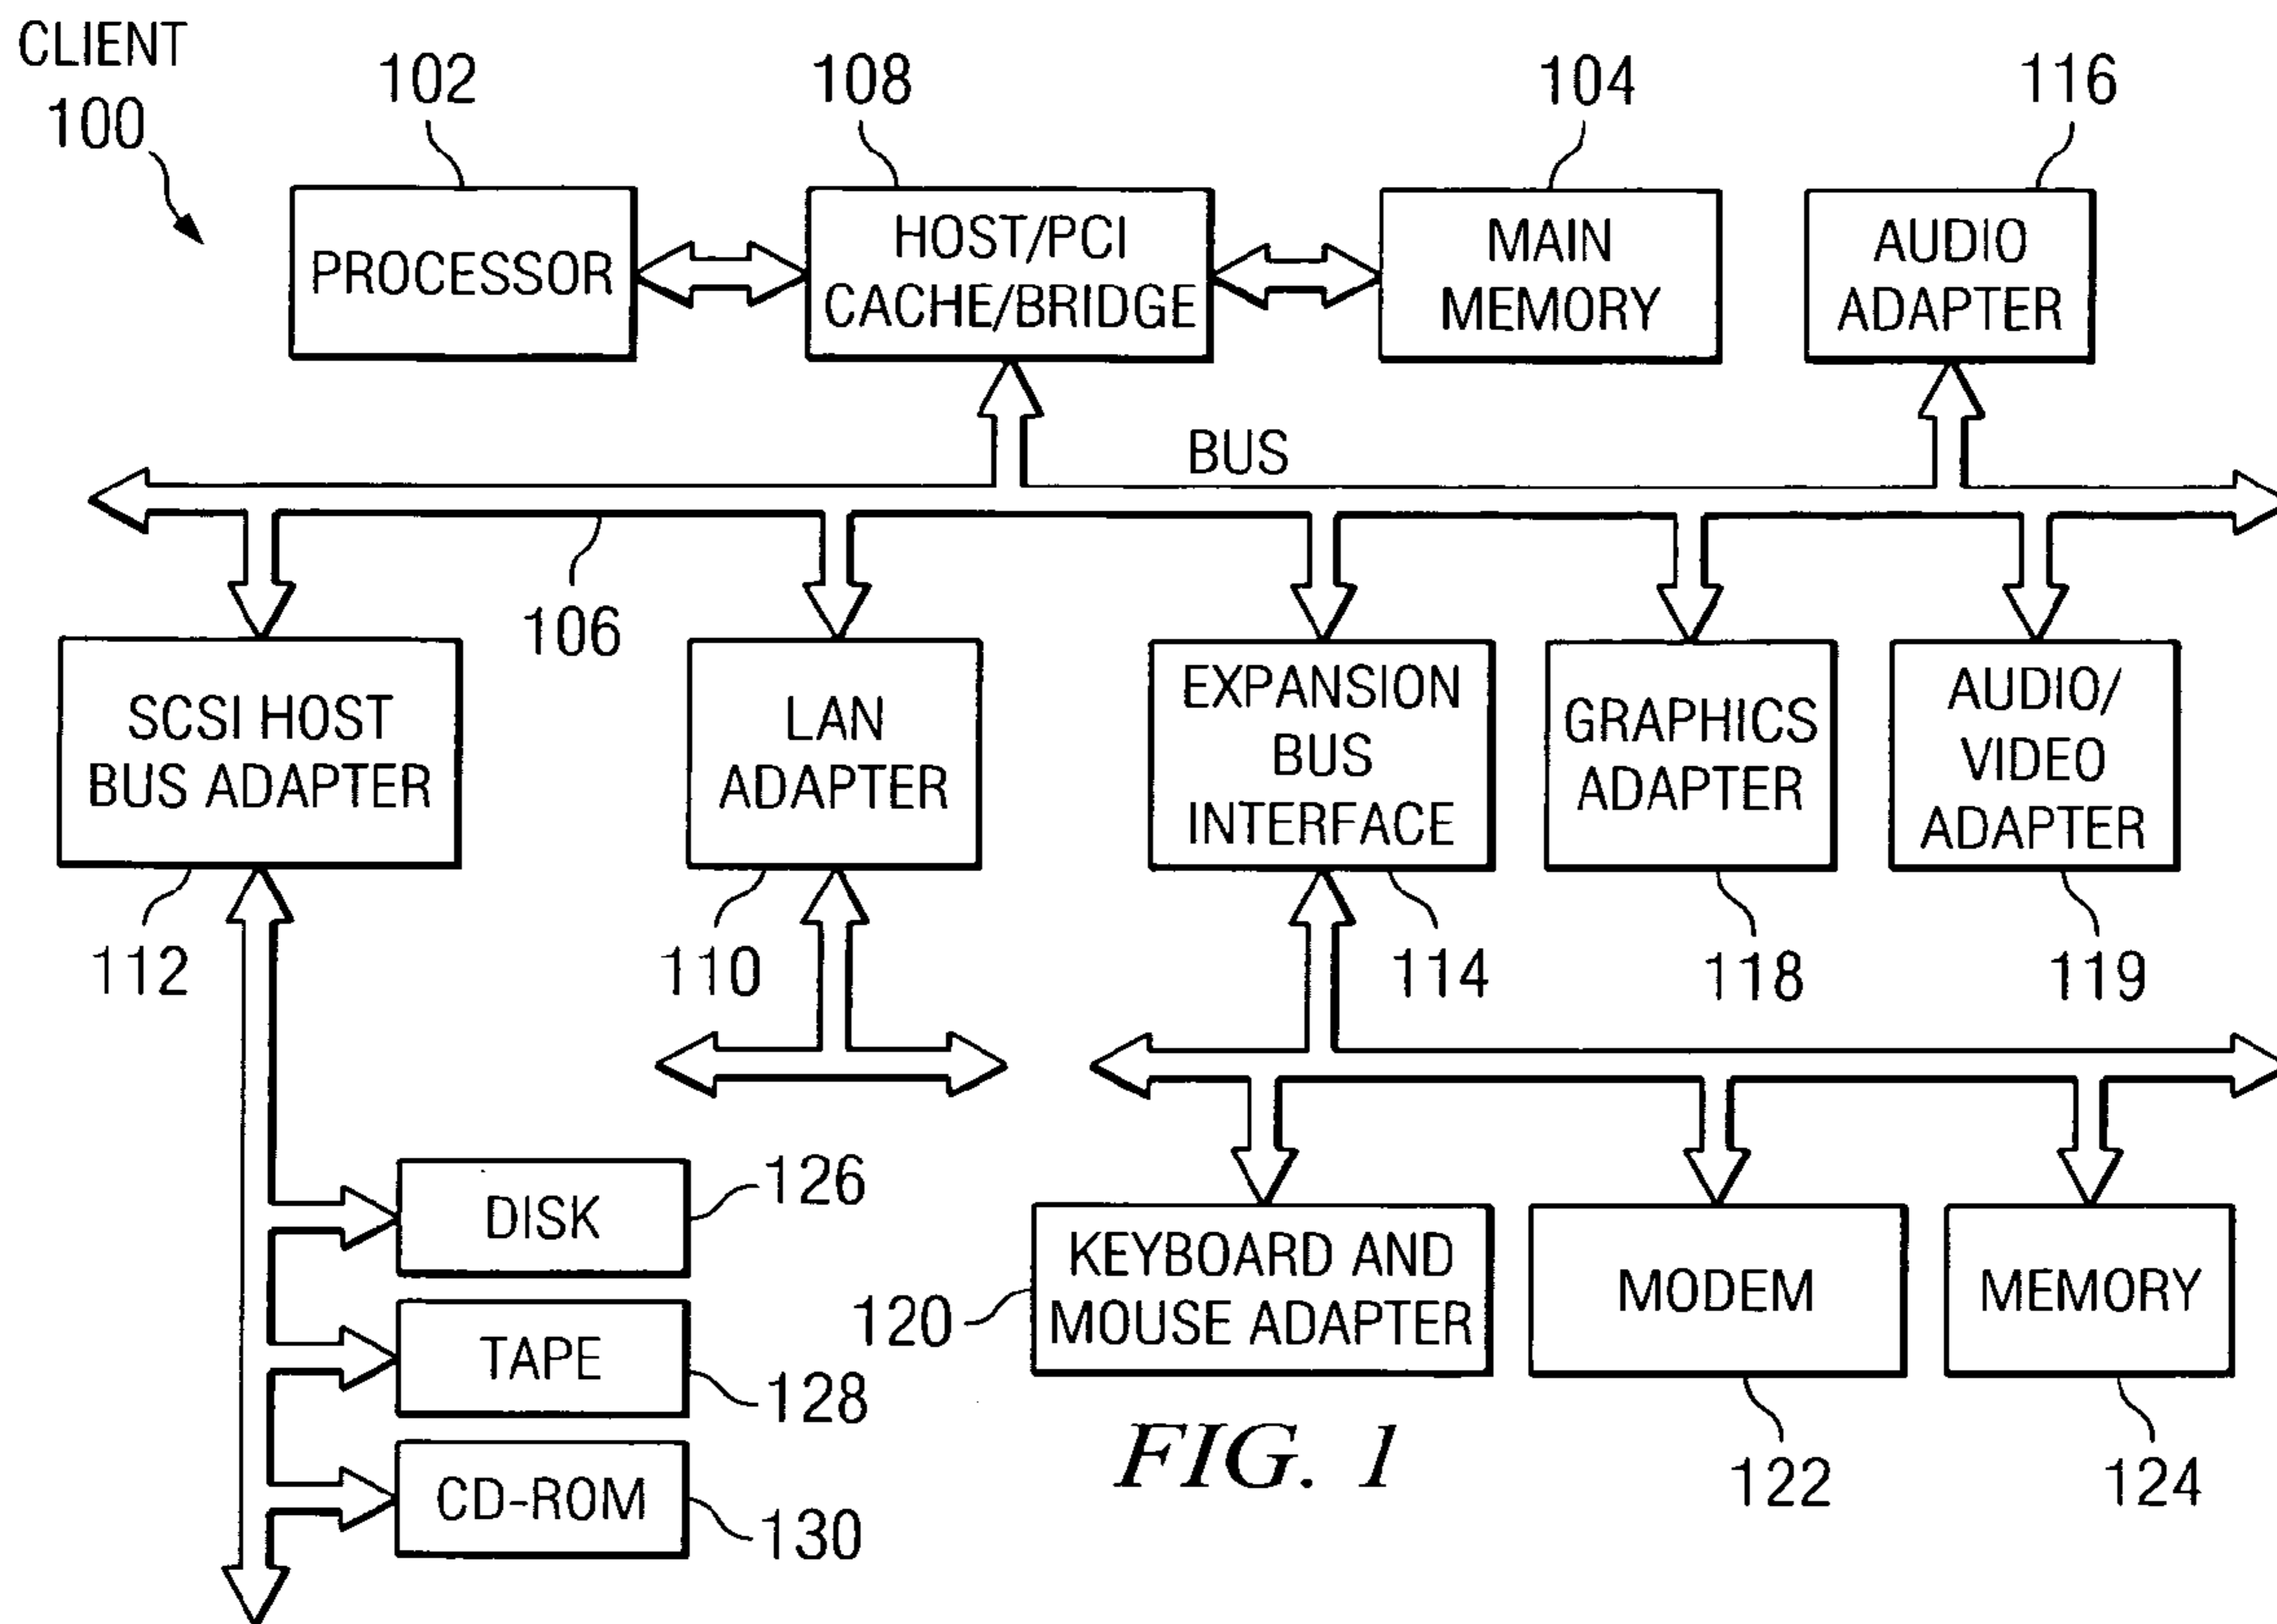 CLIENT
100
102
108
104
116
PROCESSOR
HOST/PCI
CACHE/BRIDGE
MAIN
MEMORY
AUDIO
ADAPTER
BUS
106
SCSI HOST
BUS ADAPTER
LAN
ADAPTER
EXPANSION
BUS
INTERFACE
GRAPHICS
ADAPTER
AUDIO/
VIDEO
ADAPTER
112
110
114
118
119
DISK
126
TAPE
128
CD-ROM
130
120
KEYBOARD AND
MOUSE ADAPTER
MODEM
MEMORY
122
124
FIG. 1